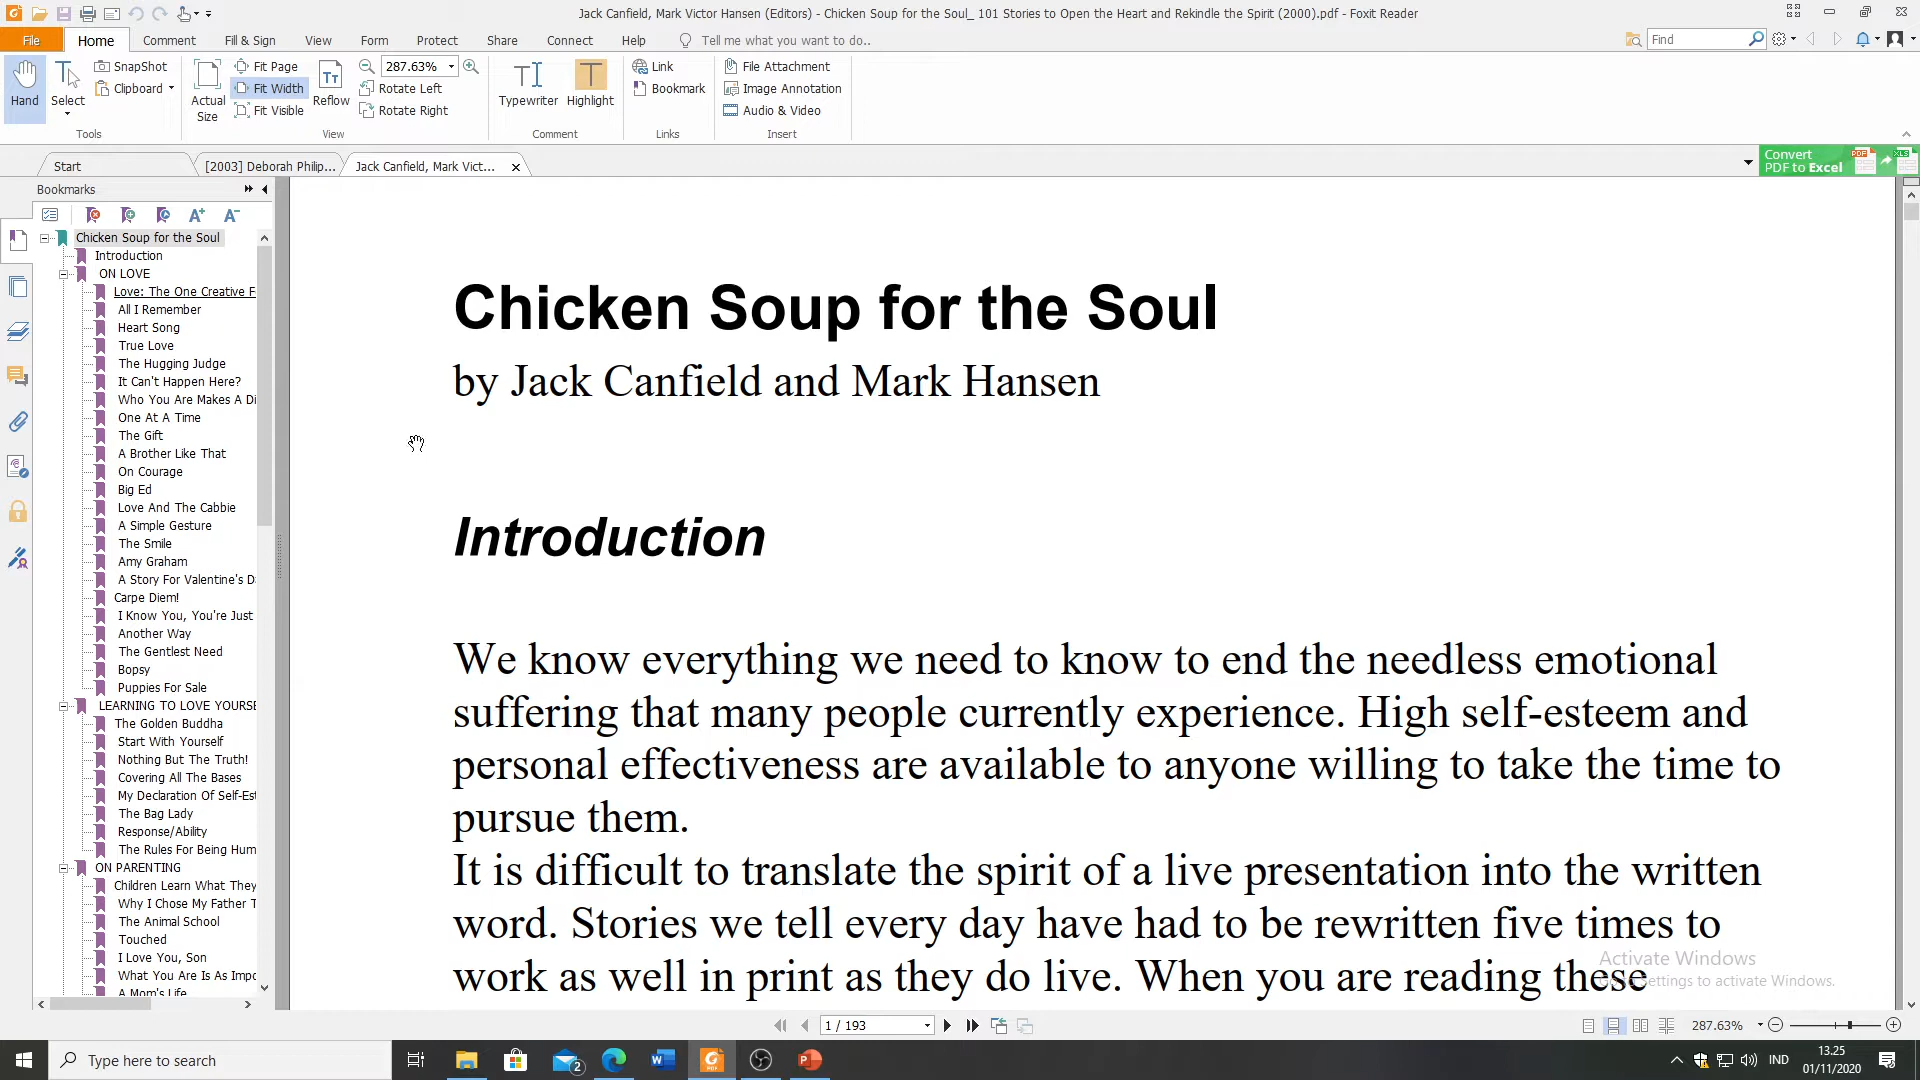 Jack Canfield, Mark Victor Hansen (Editors) - Chicken Soup for the Soul_ 101 Stories to Open the Heart and Rekindle the Spirit (2000).pdf - Foxit Reader
File Home Comment Fill & Sign View Form Protect Share Connect Help Tell me what you want to do.. Find
Hand
Select
SnapShot
Clipboard
Tools
Actual Size
Fit Page
Fit Width
Fit Visible
Reflow
287.63%
Rotate Left
Rotate Right
View
Typewriter
Highlight
Comment
Link
Bookmark
Links
File Attachment
Image Annotation
Audio & Video
Insert
Start [2003] Deborah Philip... Jack Canfield, Mark Vict...
Convert
PDF to Excel
PDF XLS
Bookmarks
Chicken Soup for the Soul
Introduction
ON LOVE
Love: The One Creative F
All I Remember
Heart Song
True Love
The Hugging Judge
It Can't Happen Here?
Who You Are Makes A Di
One At A Time
The Gift
A Brother Like That
On Courage
Big Ed
Love And The Cabbie
A Simple Gesture
The Smile
Amy Graham
A Story For Valentine's D
Carpe Diem!
I Know You, You're Just
Another Way
The Gentlest Need
Bopsy
Puppies For Sale
LEARNING TO LOVE YOURSE
The Golden Buddha
Start With Yourself
Nothing But The Truth!
Covering All The Bases
My Declaration Of Self-Est
The Bag Lady
Response/Ability
The Rules For Being Hum
ON PARENTING
Children Learn What They
Why I Chose My Father T
The Animal School
Touched
I Love You, Son
What You Are Is As Impo
A Mom's Life
Chicken Soup for the Soul
by Jack Canfield and Mark Hansen
Introduction
We know everything we need to know to end the needless emotional
suffering that many people currently experience. High self-esteem and
personal effectiveness are available to anyone willing to take the time to
pursue them.
It is difficult to translate the spirit of a live presentation into the written
word. Stories we tell every day have had to be rewritten five times to
work as well in print as they do live. When you are reading these
Activate Windows
Go to Settings to activate Windows.
1 / 193
287.63%
Type here to search
2
IND
13.25
01/11/2020